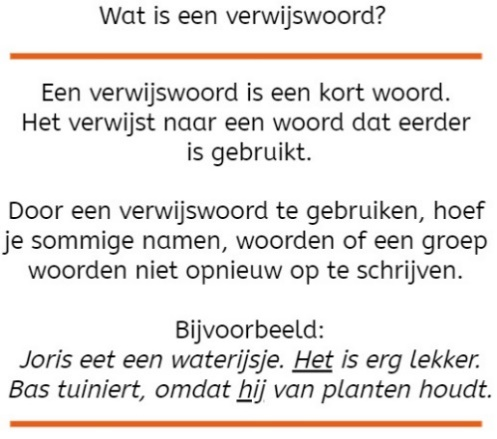 Wat is een verwijswoord?
Een verwijswoord is een kort woord.
Het verwijst naar een woord dat eerder
is gebruikt.
Door een verwijswoord te gebruiken, hoef
je sommige namen, woorden of een groep
woorden niet opnieuw op te schrijven.
Bijvoorbeeld:
Joris eet een waterijsje. Het is erg lekker.
Bas tuiniert, omdat hij van planten houdt.